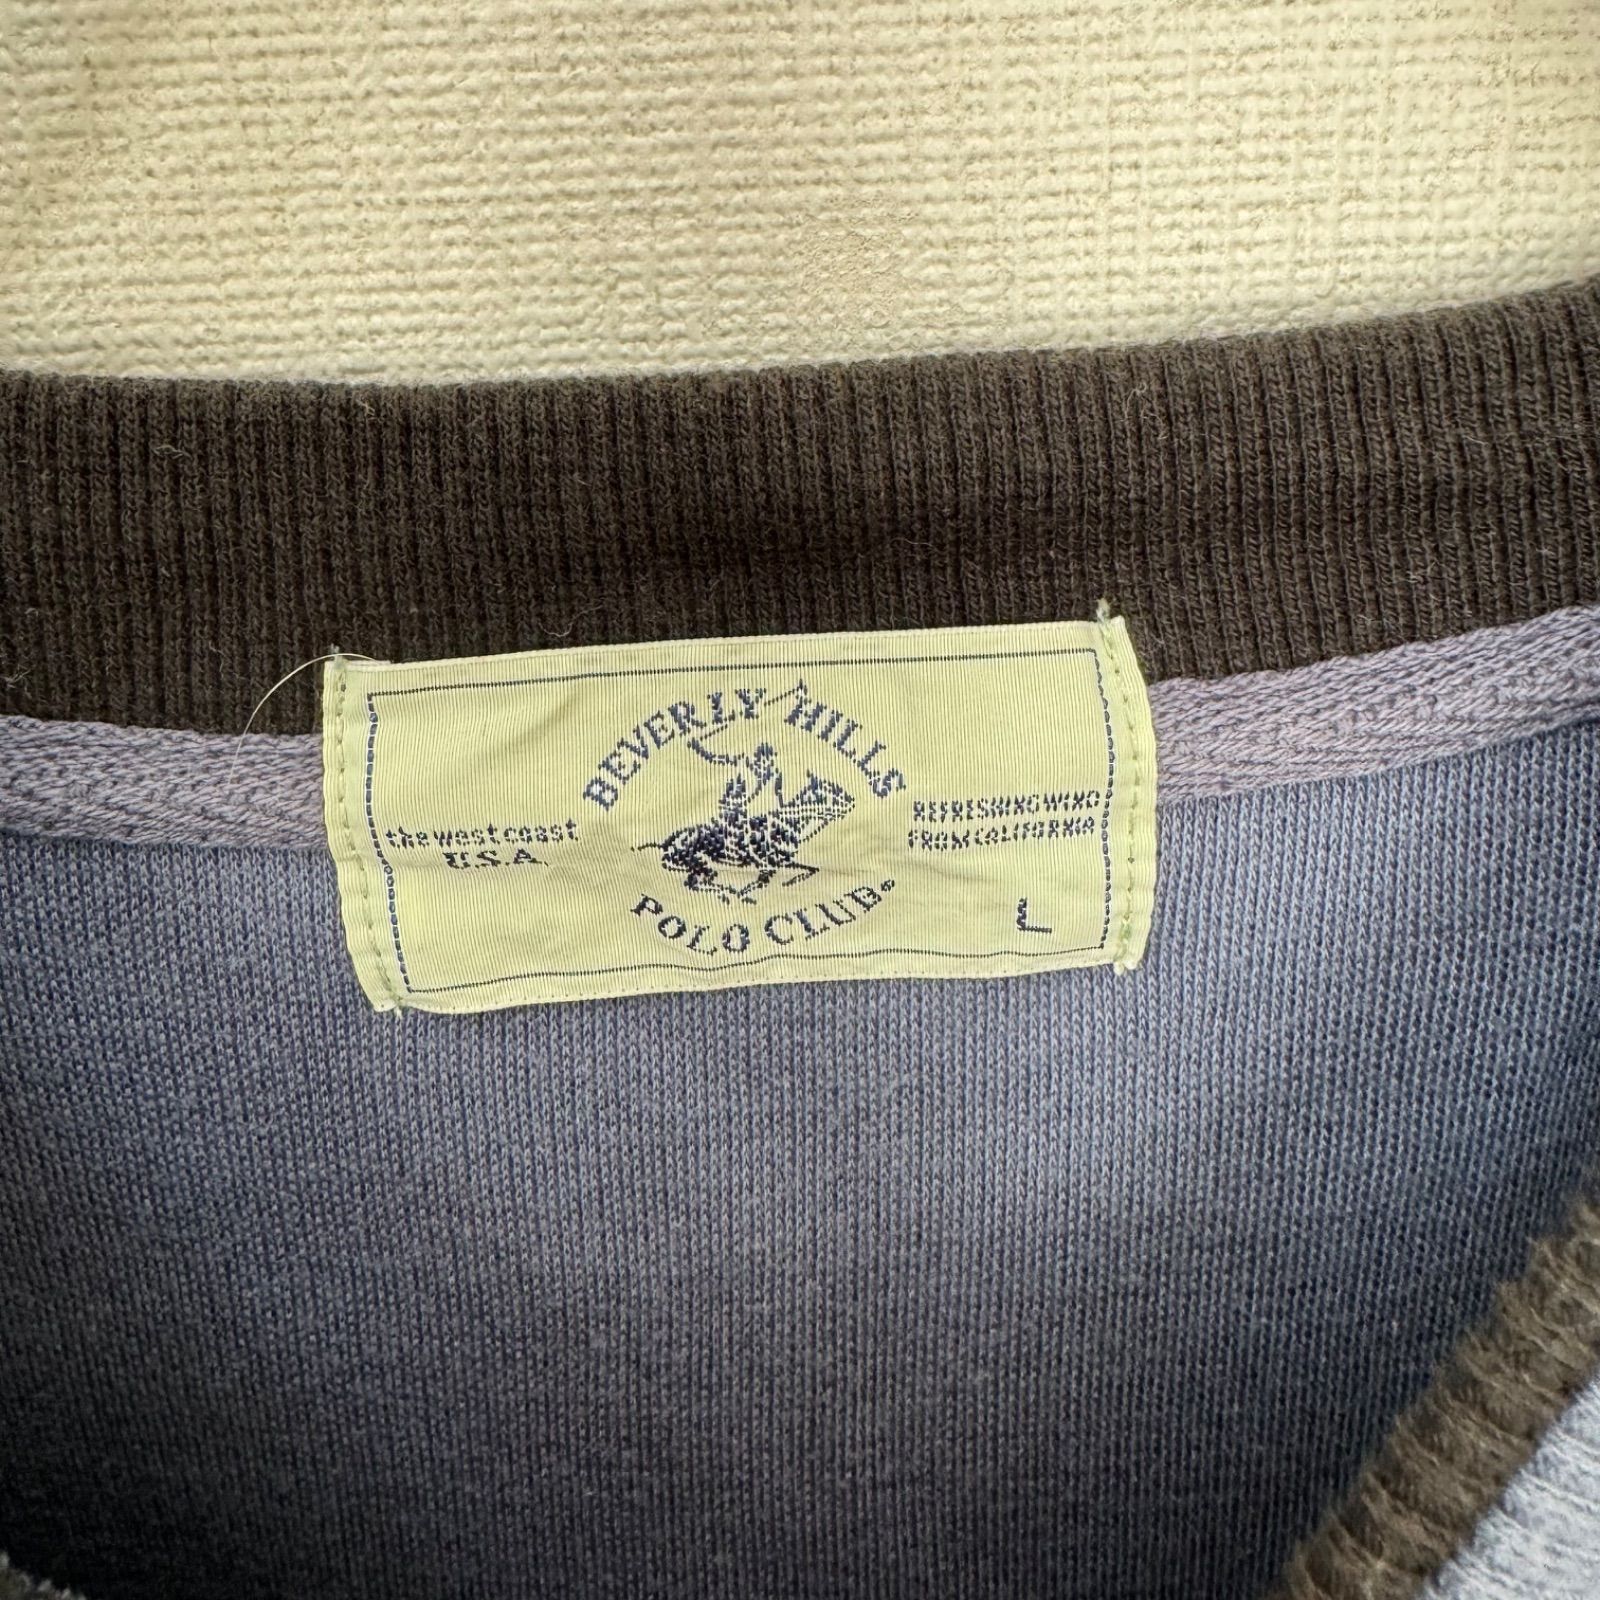 BEVERLY HILLS
the west coast
U.S.A.
REFRESHING WIND
FROM CALIFORNIA
POLO CLUB®
L